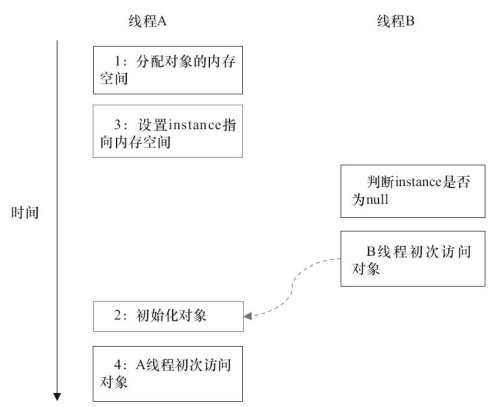 线程A
线程B
1：分配对象的内存
空间
3：设置instance指
向内存空间
判断instance是否
为null
时间
B线程初次访问
对象
2：初始化对象
4：A线程初次访问
对象